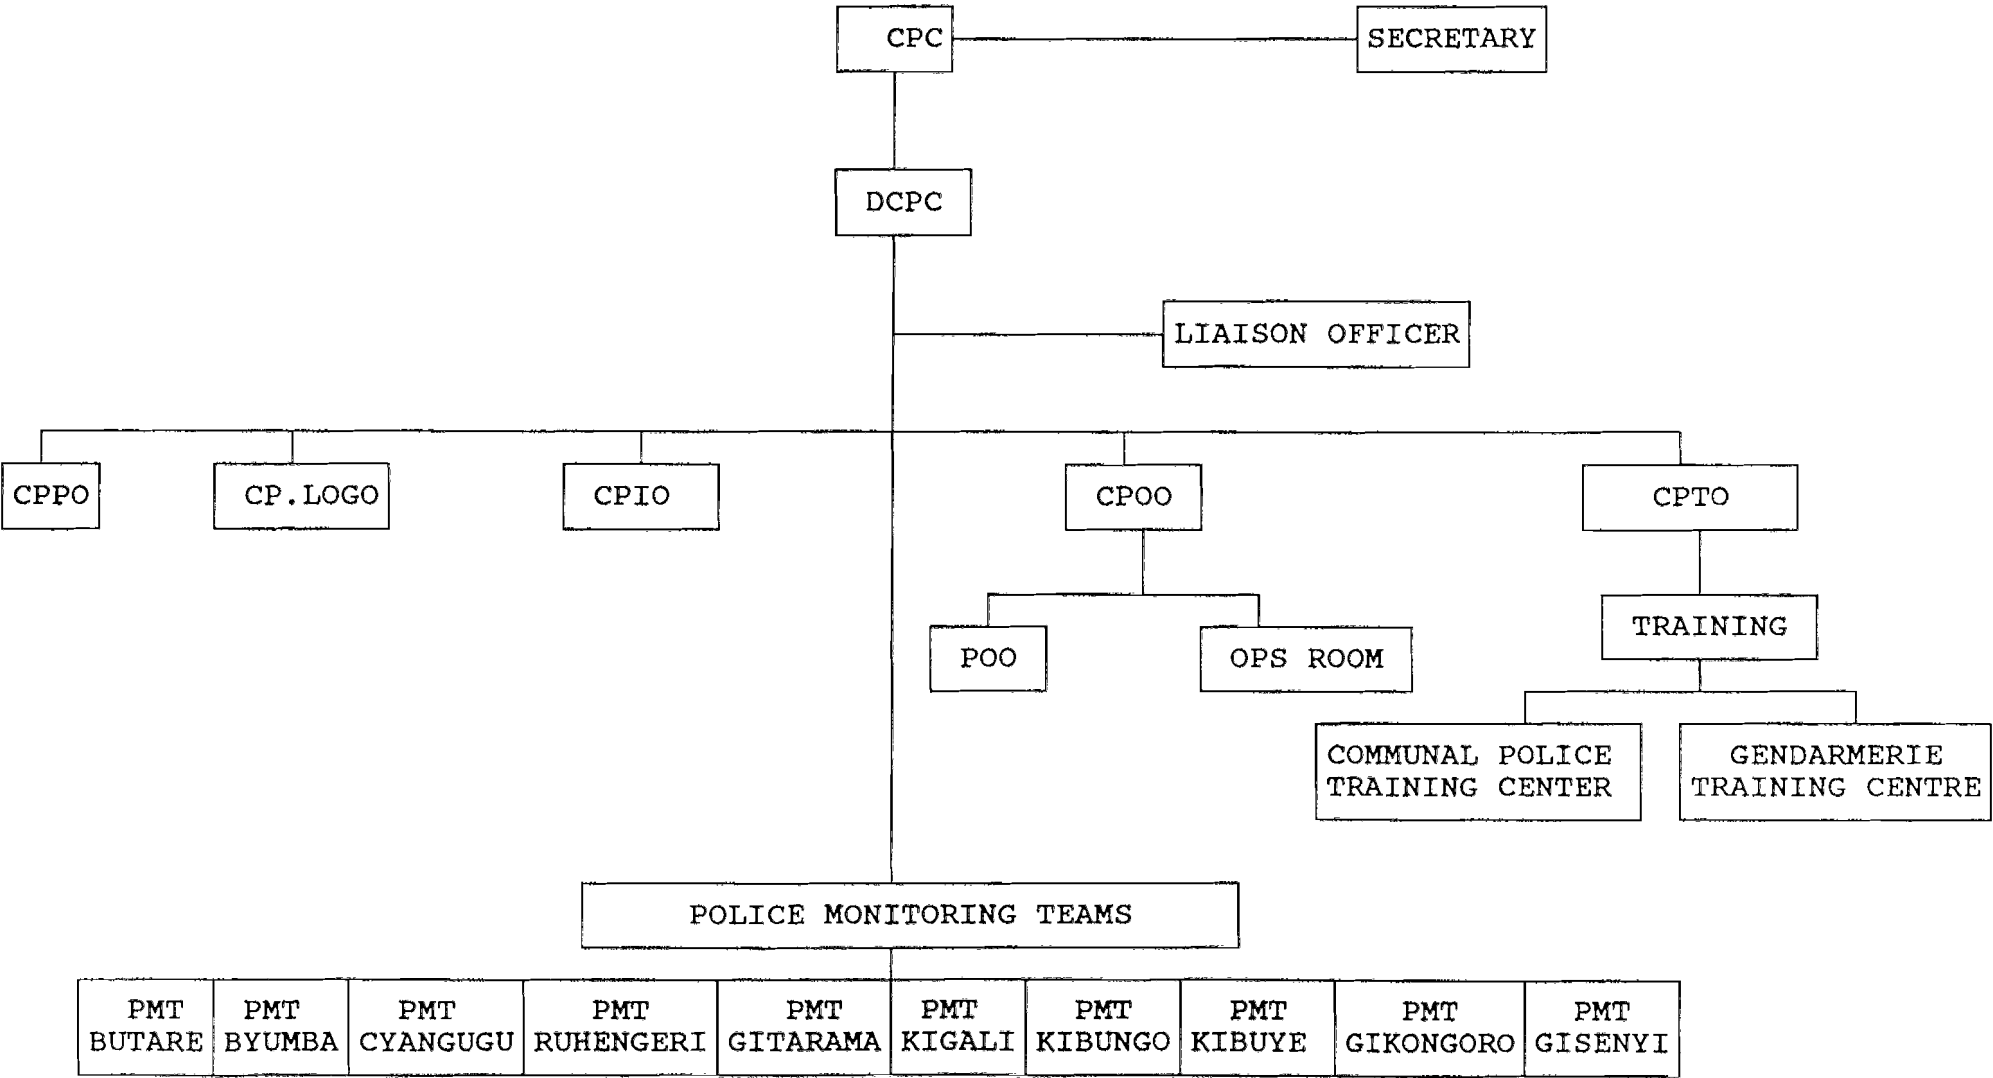 CPC
SECRETARY
DCPC
LIAISON OFFICER
CPPO
CP.LOGO
CPIO
CPOO
CPTO
POO
OPS ROOM
TRAINING
COMMUNAL POLICE
TRAINING CENTER
GENDARMERIE
TRAINING CENTRE
POLICE MONITORING TEAMS
PMT
BUTARE
PMT
BYUMBA
PMT
CYANGUGU
PMT
RUHENGERI
PMT
GITARAMA
PMT
KIGALI
PMT
KIBUNGO
PMT
KIBUYE
PMT
GIKONGORO
PMT
GISENYI